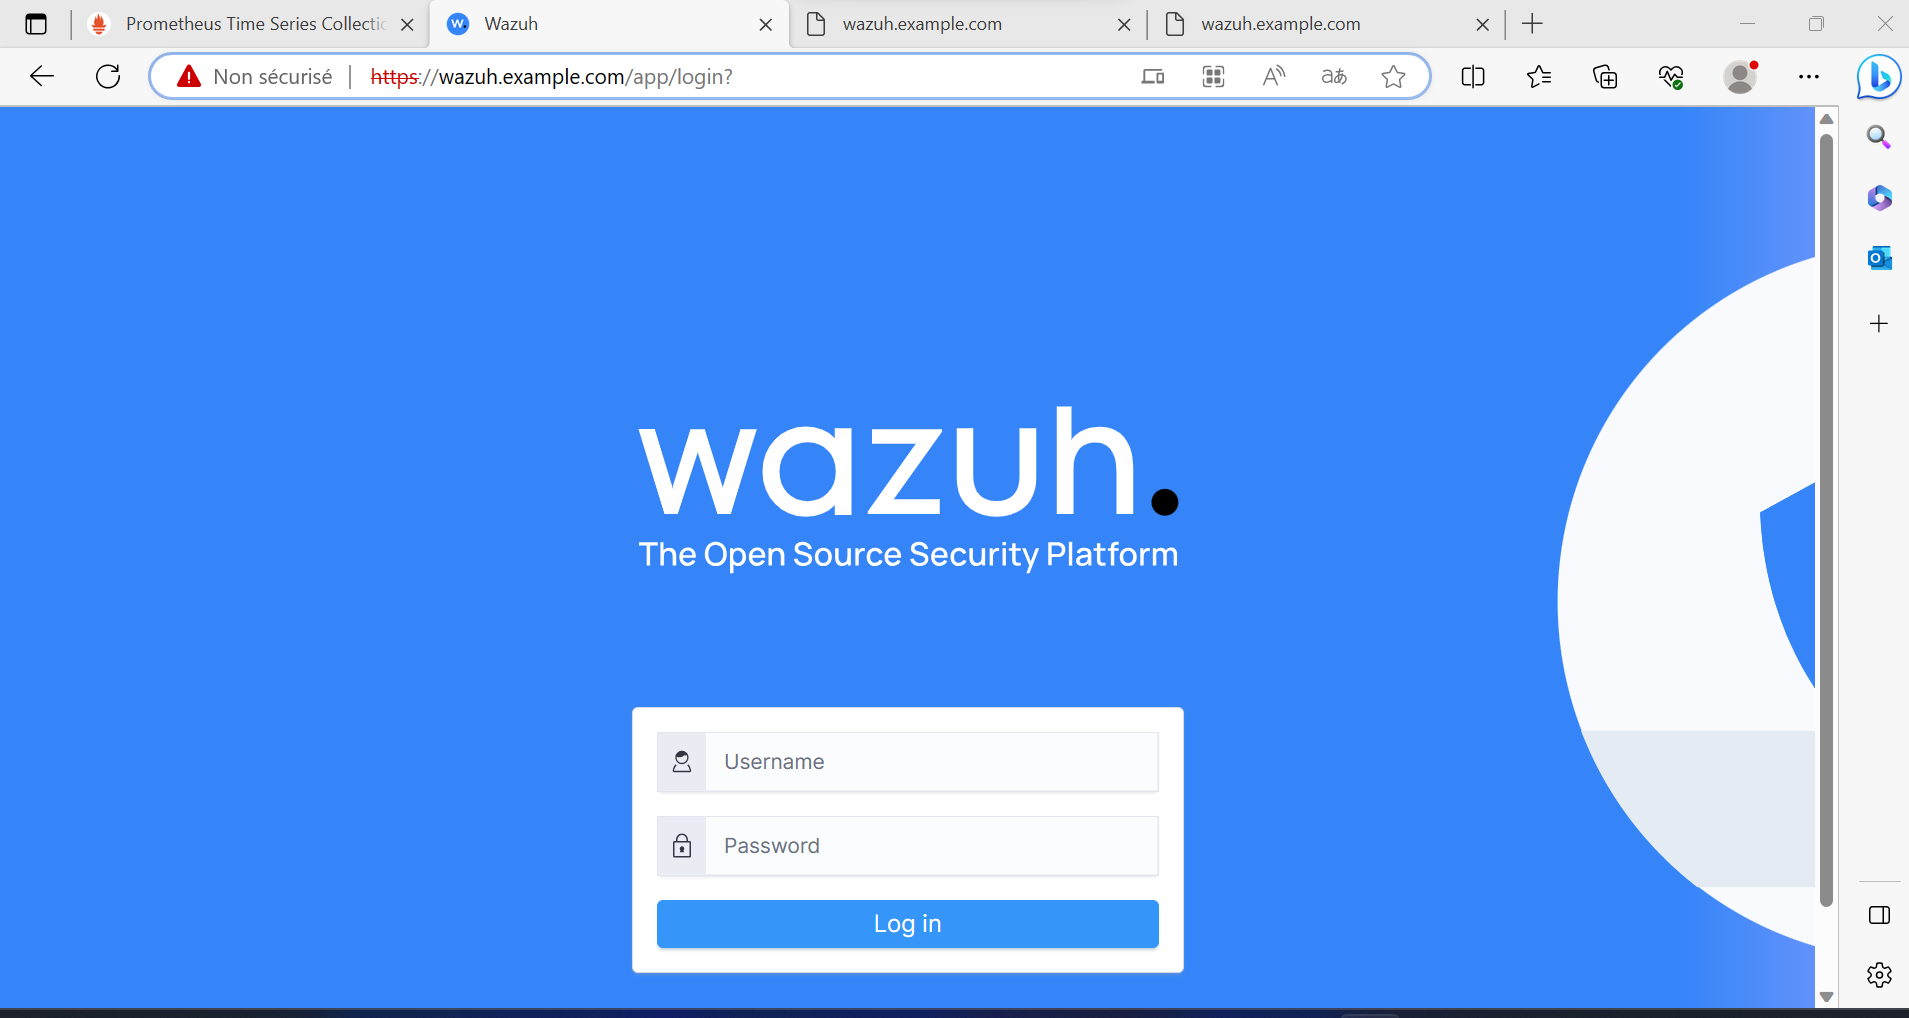 Prometheus Time Series Collectic
Wazuh
wazuh.example.com
wazuh.example.com
Non sécurisé
https://wazuh.example.com/app/login?
wazuh.
The Open Source Security Platform
Username
Password
Log in